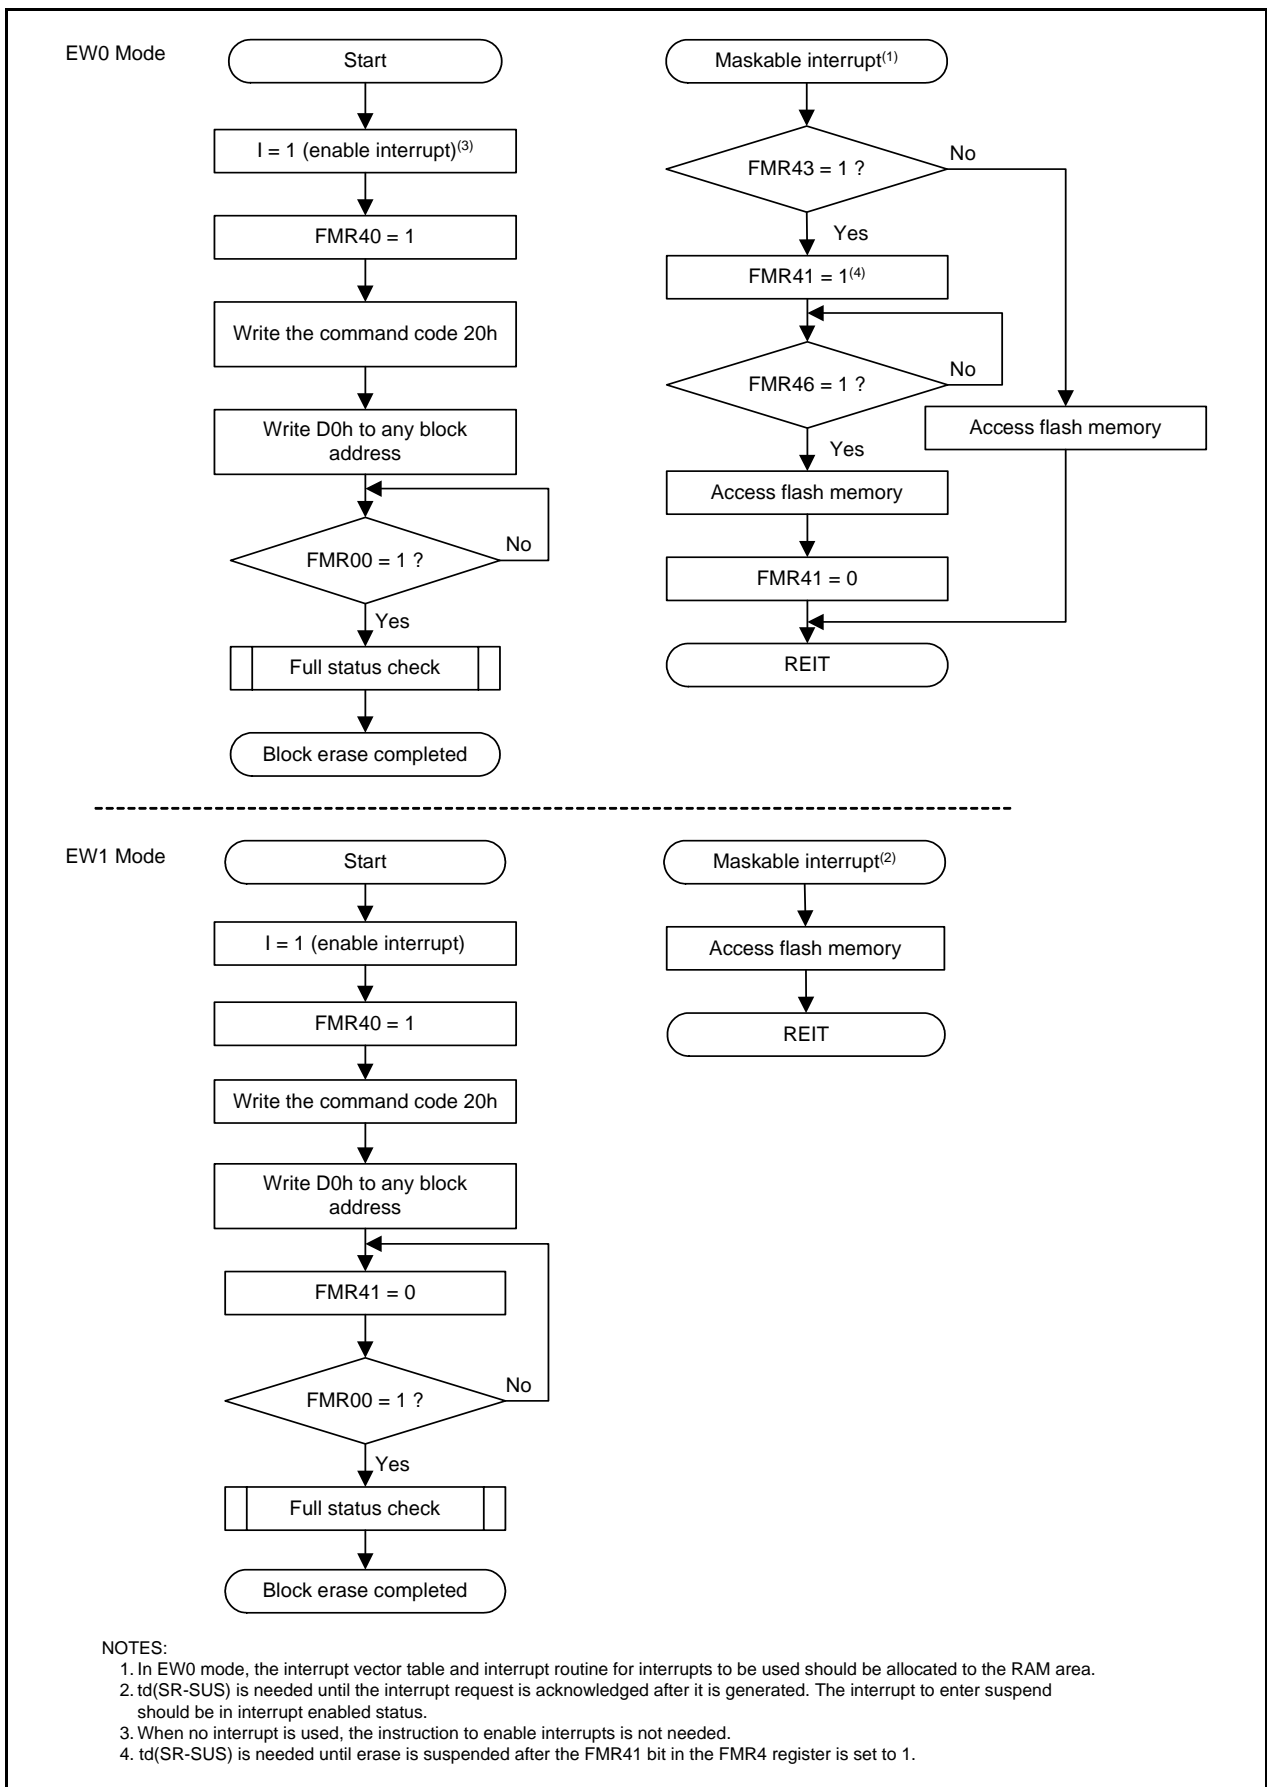 EW0 Mode
Start
I = 1 (enable interrupt)(3)
FMR40 = 1
Write the command code 20h
Write D0h to any block
address
FMR00 = 1 ?
No
Yes
Full status check
Block erase completed
Maskable interrupt(1)
FMR43 = 1 ?
No
Yes
FMR41 = 1(4)
FMR46 = 1 ?
No
Yes
Access flash memory
Access flash memory
FMR41 = 0
REIT
EW1 Mode
Start
I = 1 (enable interrupt)
FMR40 = 1
Write the command code 20h
Write D0h to any block
address
FMR41 = 0
FMR00 = 1 ?
No
Yes
Full status check
Block erase completed
Maskable interrupt(2)
Access flash memory
REIT
NOTES:
1. In EW0 mode, the interrupt vector table and interrupt routine for interrupts to be used should be allocated to the RAM area.
2. td(SR-SUS) is needed until the interrupt request is acknowledged after it is generated. The interrupt to enter suspend
should be in interrupt enabled status.
3. When no interrupt is used, the instruction to enable interrupts is not needed.
4. td(SR-SUS) is needed until erase is suspended after the FMR41 bit in the FMR4 register is set to 1.